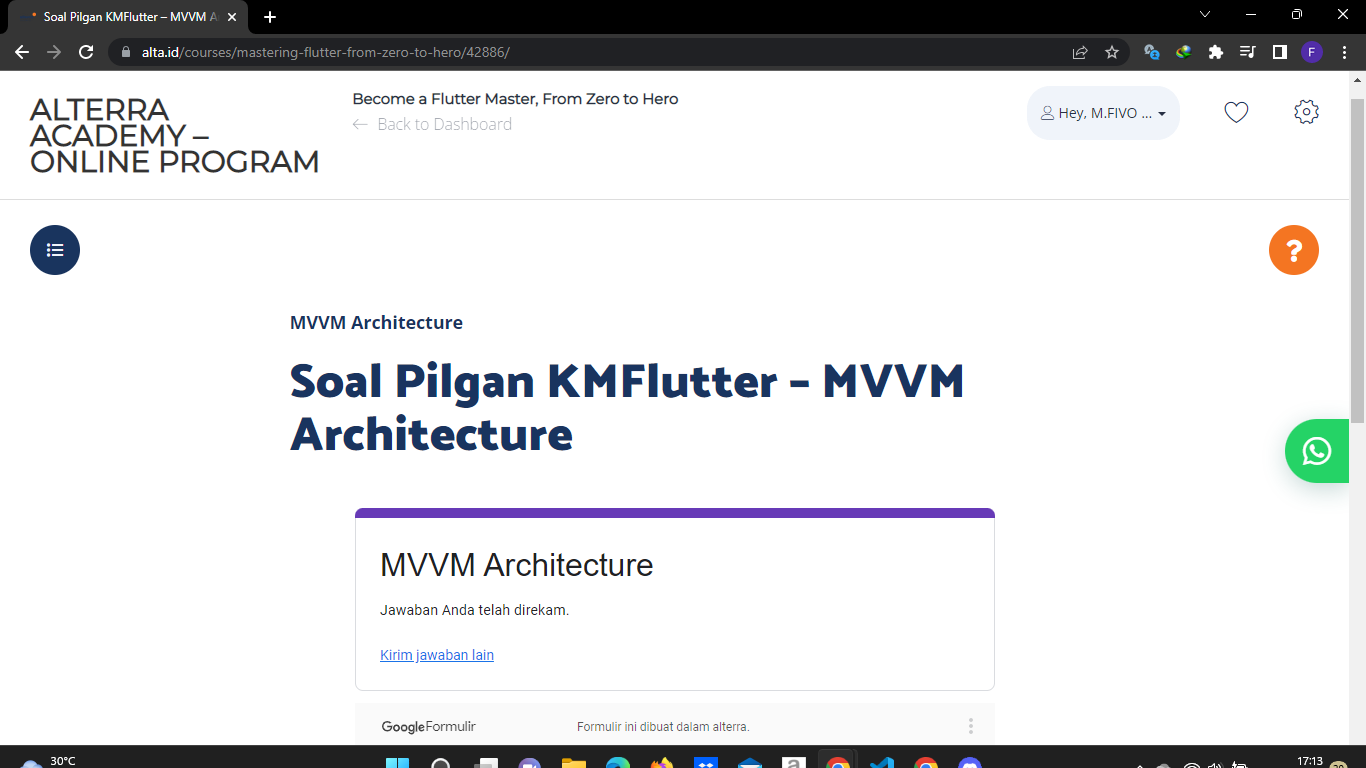 Soal Pilgan KMFlutter – MVVM A
alta.id/courses/mastering-flutter-from-zero-to-hero/42886/
F
ALTERRA
ACADEMY –
ONLINE PROGRAM
Become a Flutter Master, From Zero to Hero
Back to Dashboard
Hey, M.FIVO ...
?
MVVM Architecture
Soal Pilgan KMFlutter – MVVM
Architecture
MVVM Architecture
Jawaban Anda telah direkam.
Kirim jawaban lain
Google Formulir
Formulir ini dibuat dalam alterra.
30°C
a
17:13